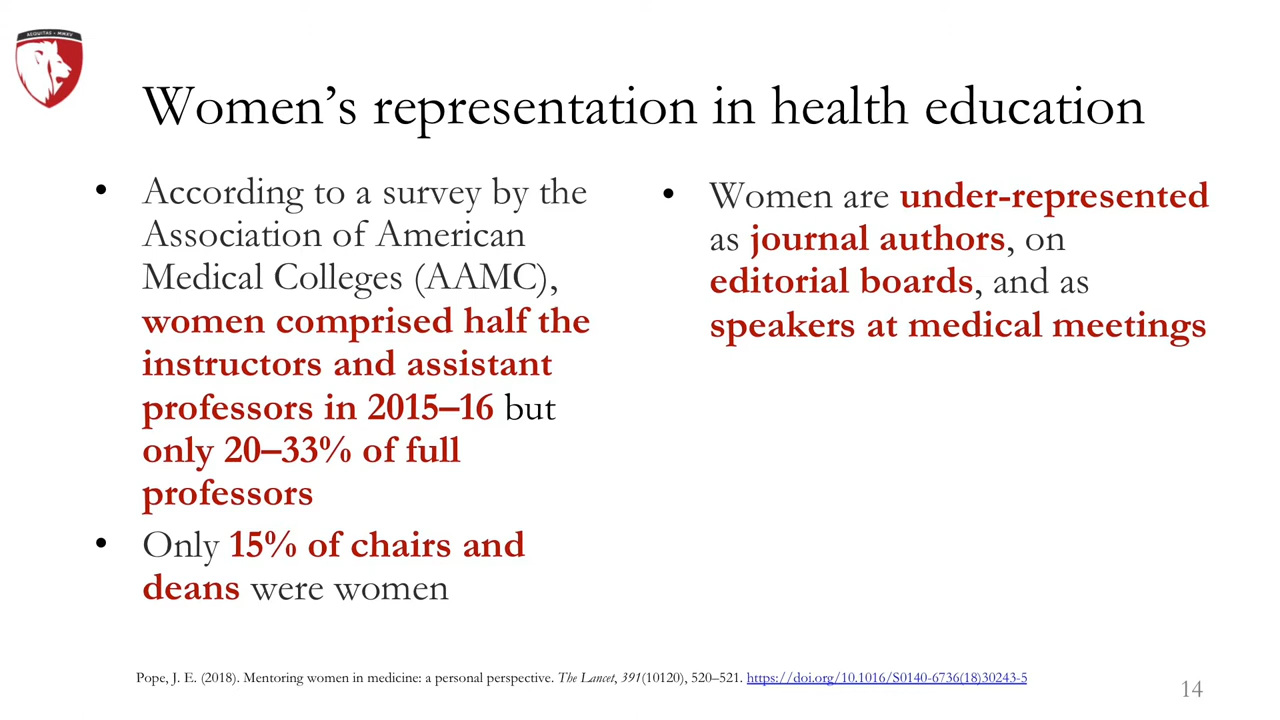 AEQUITAS • MMXV
Women’s representation in health education
• According to a survey by the
Association of American
Medical Colleges (AAMC),
women comprised half the
instructors and assistant
professors in 2015–16 but
only 20–33% of full
professors
• Only 15% of chairs and
deans were women
• Women are under-represented
as journal authors, on
editorial boards, and as
speakers at medical meetings
Pope, J. E. (2018). Mentoring women in medicine: a personal perspective. The Lancet, 391(10120), 520–521. https://doi.org/10.1016/S0140-6736(18)30243-5
14